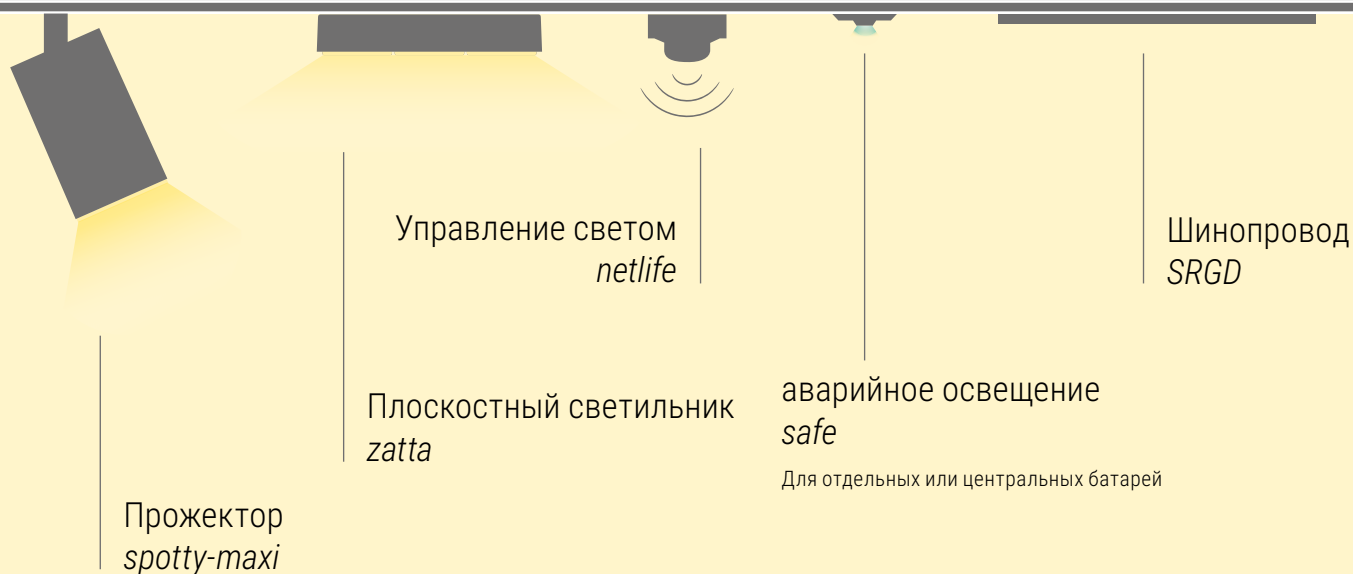 Управление светом
netlife
Шинопровод
SRGD
Плоскостный светильник
zatta
аварийное освещение
safe
Для отдельных или центральных батарей
Прожектор
spotty-maxi